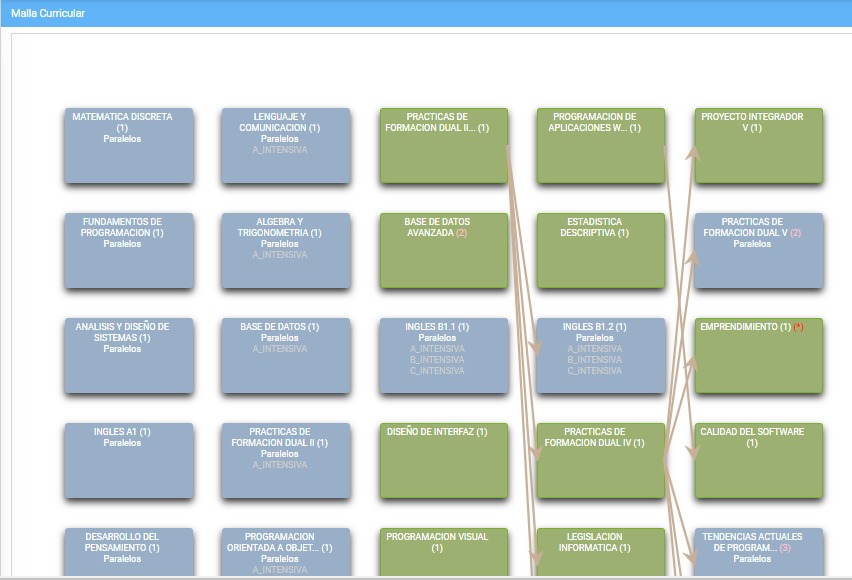 Malla Curricular
MATEMATICA DISCRETA
(1)
Paralelos
LENGUAJE Y
COMUNICACION (1)
Paralelos
A_INTENSIVA
PRACTICAS DE
FORMACION DUAL II... (1)
PROGRAMACION DE
APLICACIONES W... (1)
PROYECTO INTEGRADOR
V (1)
FUNDAMENTOS DE
PROGRAMACION (1)
Paralelos
ALGEBRA Y
TRIGONOMETRIA (1)
Paralelos
A_INTENSIVA
BASE DE DATOS
AVANZADA (2)
ESTADISTICA
DESCRIPTIVA (1)
PRACTICAS DE
FORMACION DUAL V (2)
Paralelos
ANALISIS Y DISEÑO DE
SISTEMAS (1)
Paralelos
BASE DE DATOS (1)
Paralelos
A_INTENSIVA
INGLES B1.1 (1)
Paralelos
A_INTENSIVA
B_INTENSIVA
C_INTENSIVA
INGLES B1.2 (1)
Paralelos
A_INTENSIVA
B_INTENSIVA
C_INTENSIVA
EMPRENDIMIENTO (1) (*)
INGLES A1 (1)
Paralelos
PRACTICAS DE
FORMACION DUAL II (1)
Paralelos
A_INTENSIVA
DISEÑO DE INTERFAZ (1)
PRACTICAS DE
FORMACION DUAL IV (1)
CALIDAD DEL SOFTWARE
(1)
DESARROLLO DEL
PENSAMIENTO (1)
Paralelos
PROGRAMACION
ORIENTADA A OBJET... (1)
Paralelos
A_INTENSIVA
PROGRAMACION VISUAL
(1)
LEGISLACION
INFORMATICA (1)
TENDENCIAS ACTUALES
DE PROGRAM... (3)
Paralelos